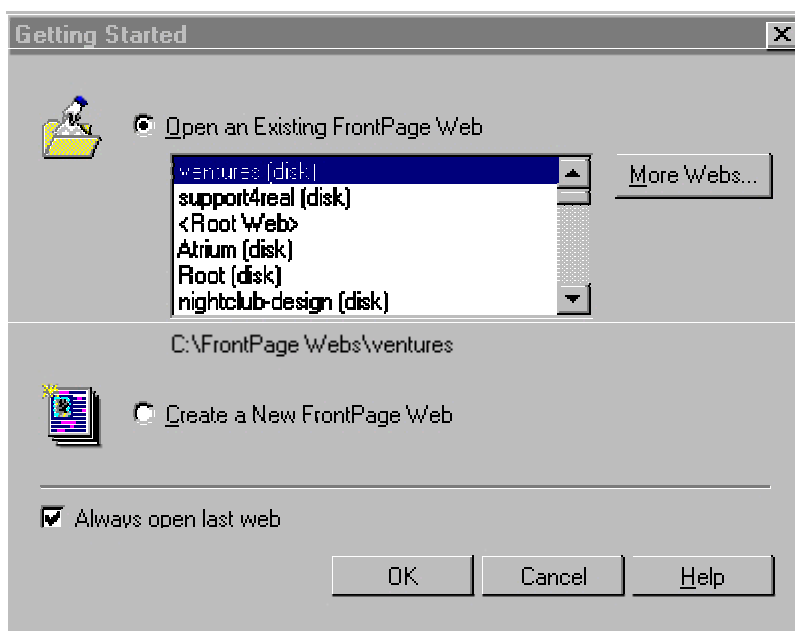 Getting Started
Open an Existing FrontPage Web
ventures (disk)
support4real (disk)
<Root Web>
Atrium (disk)
Root (disk)
nightclub-design (disk)
More Webs...
C:\FrontPage Webs\ventures
Create a New FrontPage Web
Always open last web
OK Cancel Help